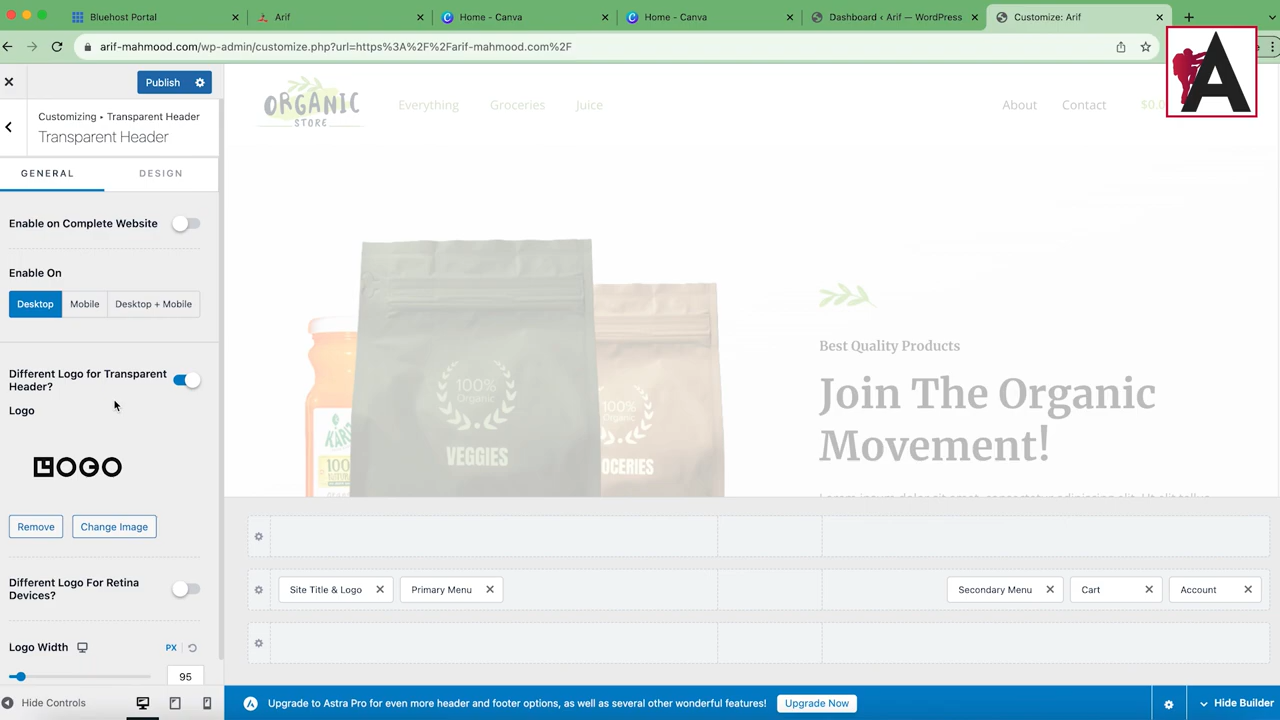 Bluehost Portal
Arif
Home - Canva
Home - Canva
Dashboard ‹ Arif — WordPress
Customize: Arif
arif-mahmood.com/wp-admin/customize.php?url=https%3A%2F%2Farif-mahmood.com%2F
A
Publish
Customizing • Transparent Header
Transparent Header
GENERAL
DESIGN
Enable on Complete Website
Enable On
Desktop
Mobile
Desktop + Mobile
Different Logo for Transparent
Header?
Logo
LOGO
Remove
Change Image
Different Logo For Retina
Devices?
Logo Width
PX
95
Hide Controls
ORGANIC
STORE
Everything
Groceries
Juice
About
Contact
100%
Organic
VEGGIES
100%
Organic
Best Quality Products
Join The Organic
Movement!
Site Title & Logo
Primary Menu
Secondary Menu
Cart
Account
Upgrade to Astra Pro for even more header and footer options, as well as several other wonderful features!
Upgrade Now
Hide Builder